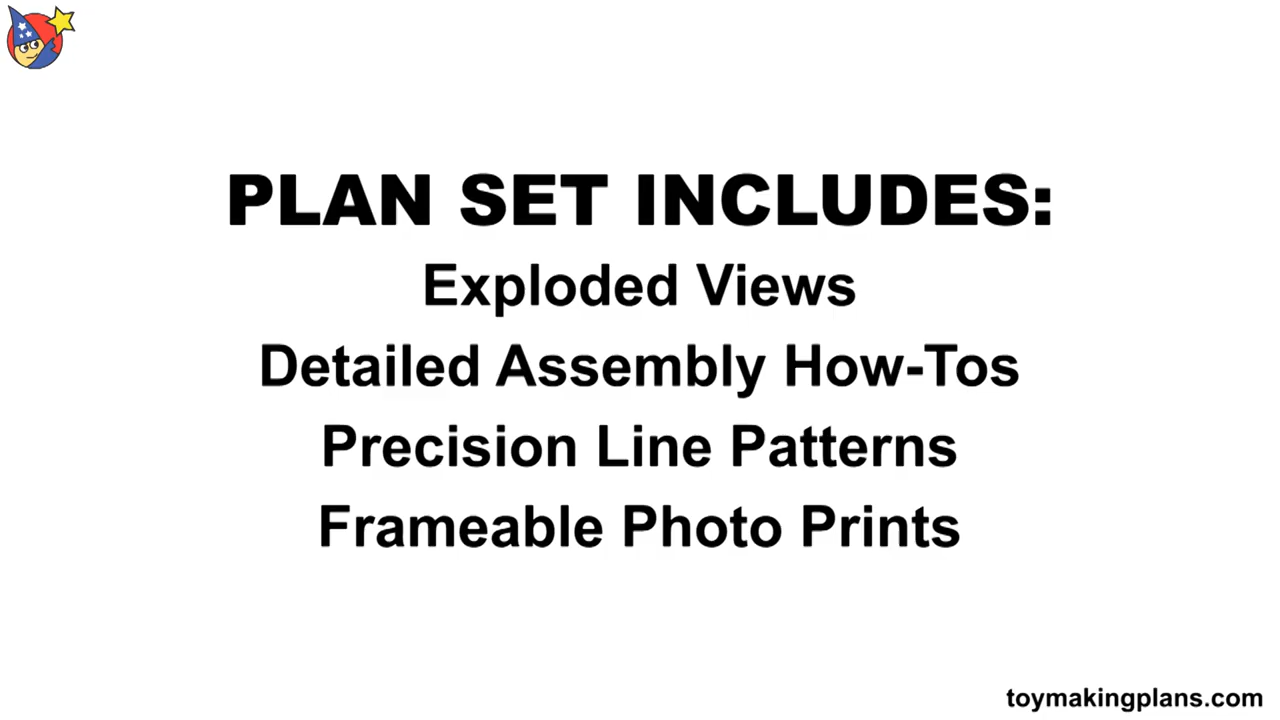 PLAN SET INCLUDES:
Exploded Views
Detailed Assembly How-Tos
Precision Line Patterns
Frameable Photo Prints
toymakingplans.com